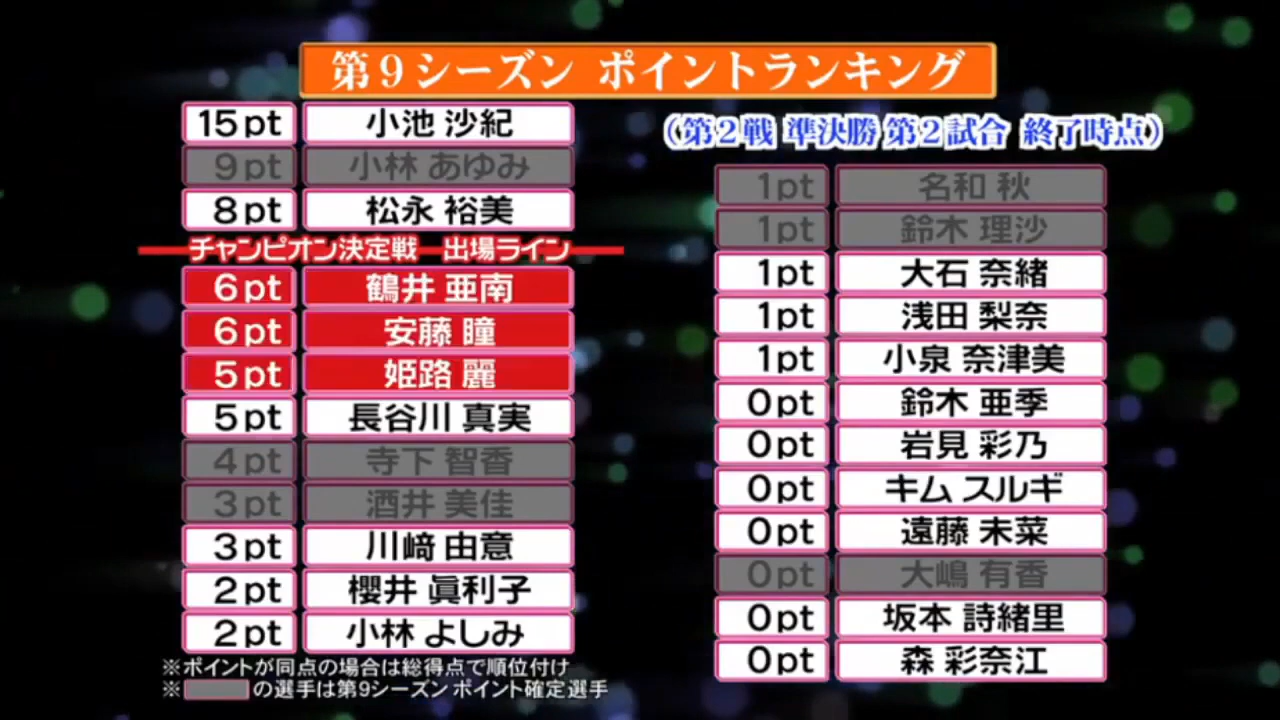 第９シーズン ポイントランキング
(第２戦 準決勝 第２試合 終了時点)
15pt 小池 沙紀
9pt 小林 あゆみ
8pt 松永 裕美
チャンピオン決定戦 出場ライン
6pt 鶴井 亜南
6pt 安藤 瞳
5pt 姫路 麗
5pt 長谷川 真実
4pt 寺下 智香
3pt 酒井 美佳
3pt 川﨑 由意
2pt 櫻井 眞利子
2pt 小林 よしみ
※ポイントが同点の場合は総得点で順位付け
※ の選手は第9シーズン ポイント確定選手
1pt 名和 秋
1pt 鈴木 理沙
1pt 大石 奈緒
1pt 浅田 梨奈
1pt 小泉 奈津美
0pt 鈴木 亜季
0pt 岩見 彩乃
0pt キム スルギ
0pt 遠藤 未菜
0pt 大嶋 有香
0pt 坂本 詩緒里
0pt 森 彩奈江